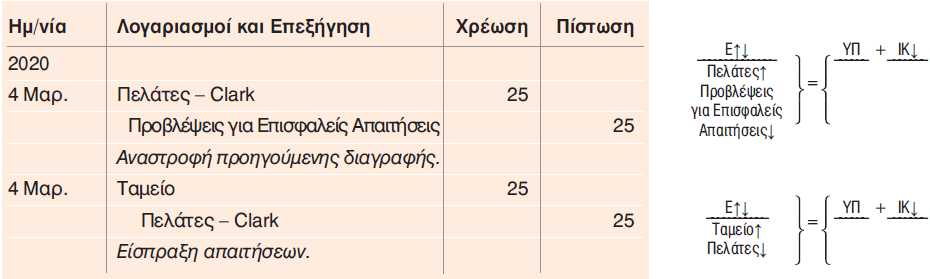 Ημ/νία Λογαριασμοί και Επεξήγηση Χρέωση Πίστωση
2020
4 Μαρ. Πελάτες – Clark 25
Προβλέψεις για Επισφαλείς Απαιτήσεις 25
Αναστροφή προηγούμενης διαγραφής.
4 Μαρ. Ταμείο 25
Πελάτες – Clark 25
Είσπραξη απαιτήσεων.
Ε↑↓ } = { ΥΠ + ΙΚ↓
Πελάτες↑
Προβλέψεις
για Επισφαλείς
Απαιτήσεις↓
Ε↑↓ } = { ΥΠ + ΙΚ↓
Ταμείο↑
Πελάτες↓